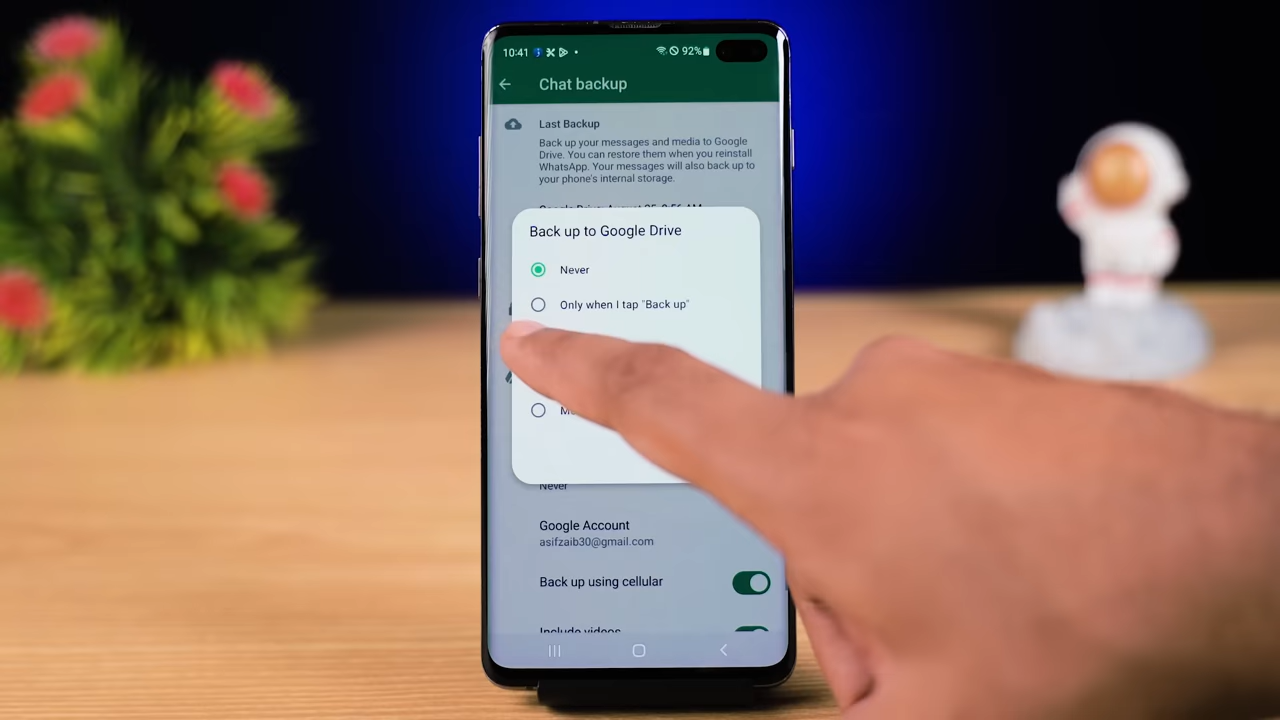 10:41 92%
Chat backup
Last Backup
Back up your messages and media to Google
Drive. You can restore them when you reinstall
WhatsApp. Your messages will also back up to
your phone's internal storage.
Back up to Google Drive
Never
Only when I tap "Back up"
Never
Google Account
asifzaib30@gmail.com
Back up using cellular
Include videos